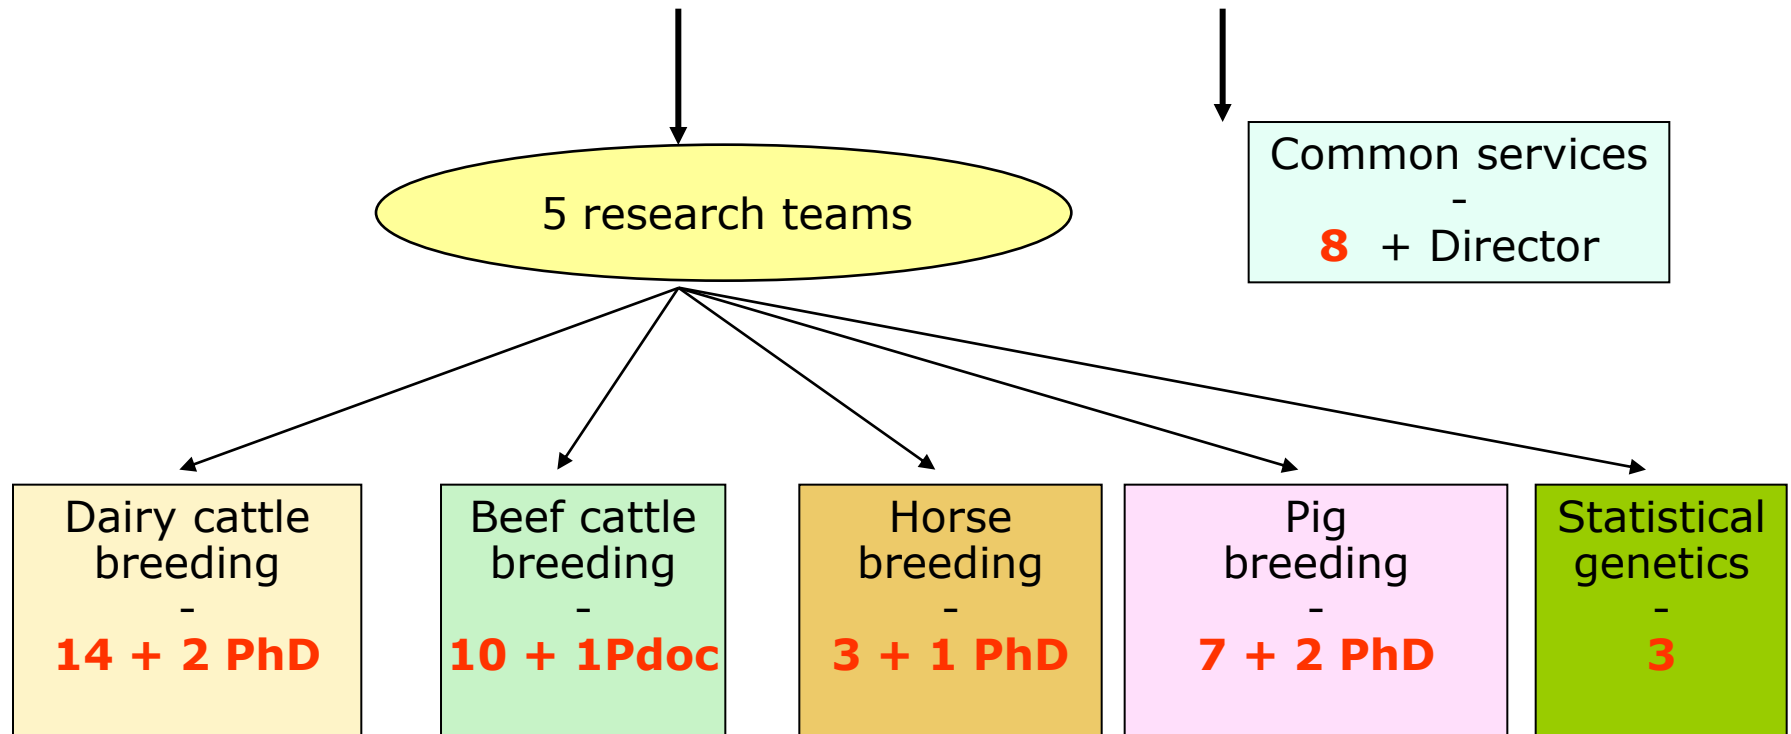 5 research teams
Common services
-
8 + Director
Dairy cattle
breeding
-
14 + 2 PhD
Beef cattle
breeding
-
10 + 1Pdoc
Horse
breeding
-
3 + 1 PhD
Pig
breeding
-
7 + 2 PhD
Statistical
genetics
-
3